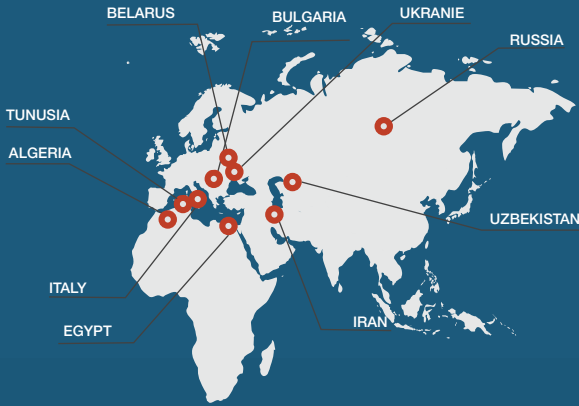 BELARUS
BULGARIA
UKRANIE
RUSSIA
TUNUSIA
ALGERIA
UZBEKISTAN
ITALY
EGYPT
IRAN